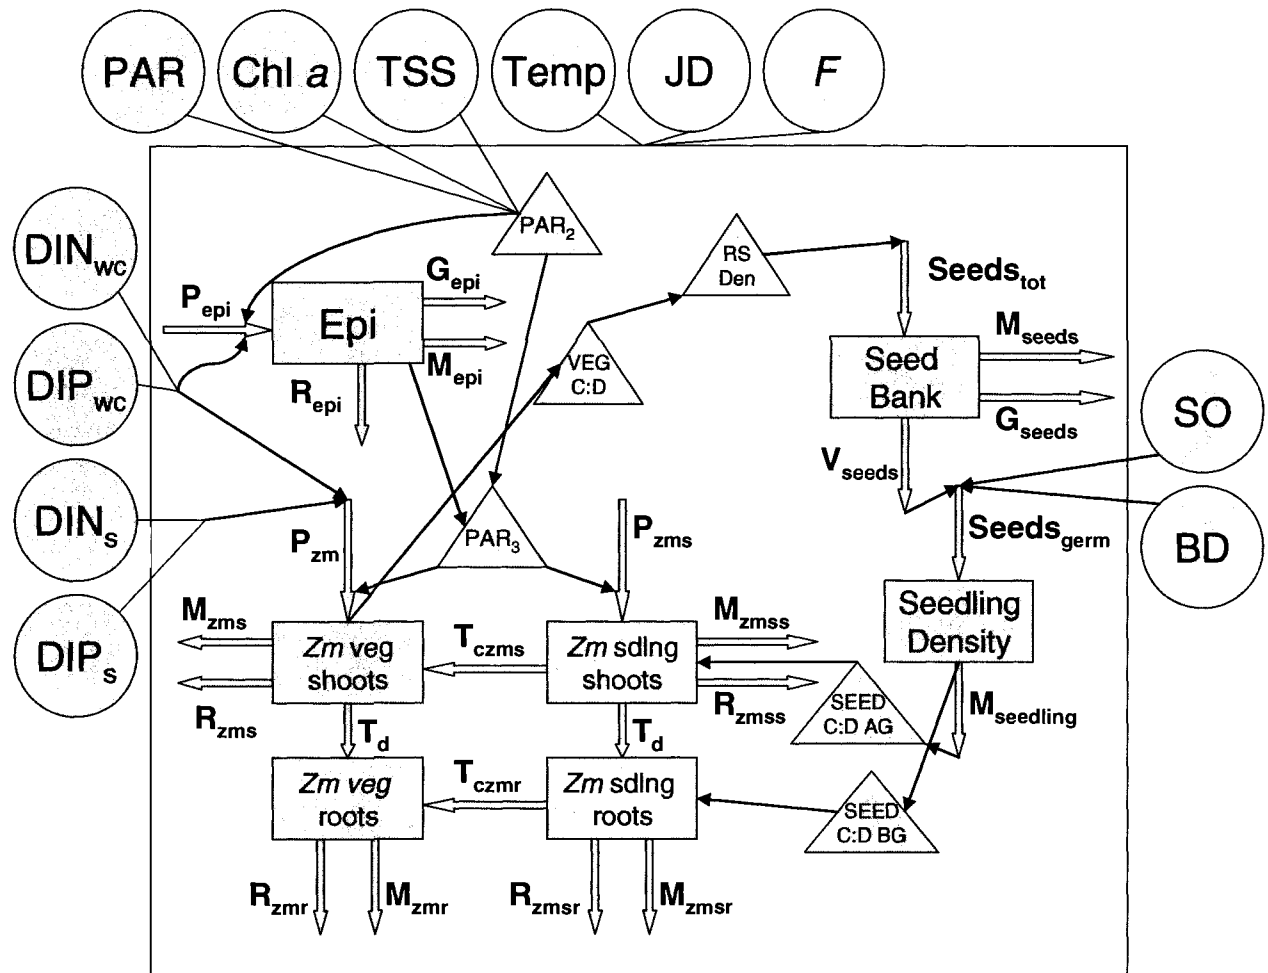 PAR
Chl a
TSS
Temp
JD
F
DINwc
DIPwc
DINs
DIPs
PAR2
RS
Den
Pepi
Epi
Gepi
Mepi
Repi
VEG
C:D
Seedstot
Seed
Bank
Mseeds
Gseeds
Vseeds
SO
BD
Seedsgerm
Pzm
PAR3
Pzms
Seedling
Density
Mseedling
Mzms
Rzms
Zm veg
shoots
Tczms
Zm sdlng
shoots
Mzmss
Rzmss
SEED
C:D AG
Td
Td
Zm veg
roots
Tczmr
Zm sdlng
roots
SEED
C:D BG
Rzmr
Mzmr
Rzmsr
Mzmsr